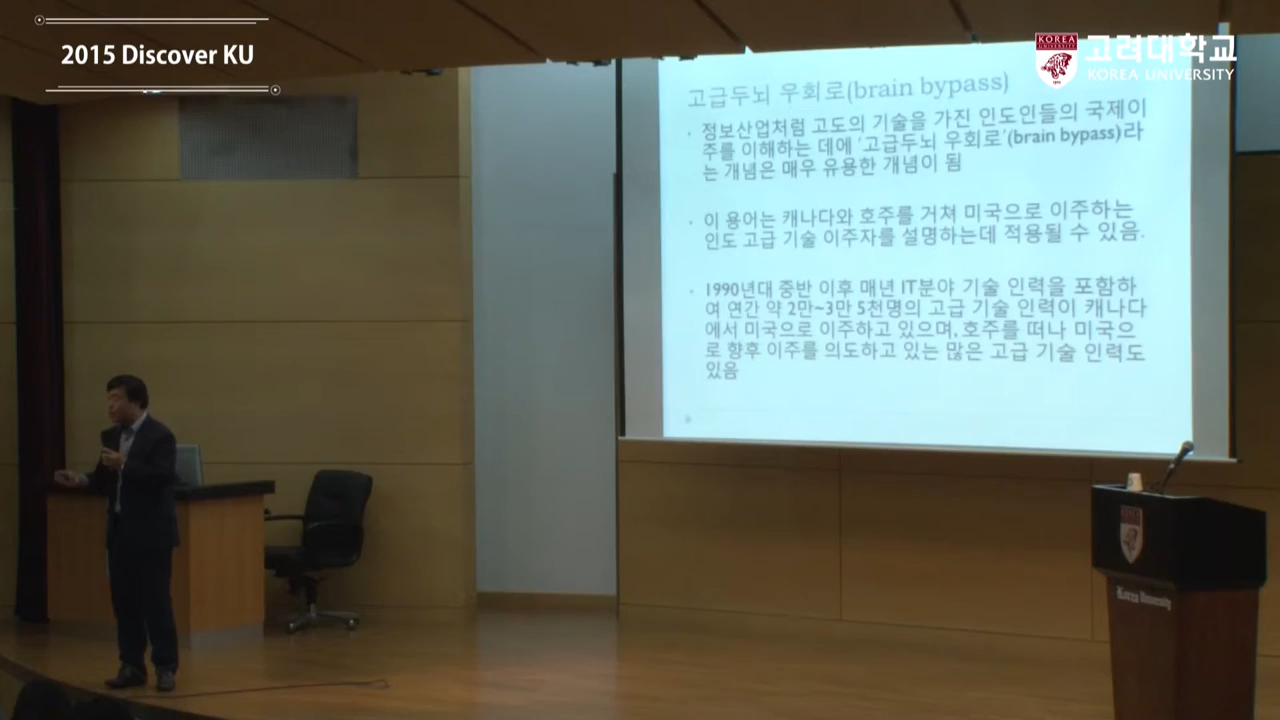 2015 Discover KU
KOREA
UNIVERSITY
고려대학교
KOREA UNIVERSITY
고급두뇌 우회로(brain bypass)
정보산업처럼 고도의 기술을 가진 인도인들의 국제이
주를 이해하는 데에 '고급두뇌 우회로'(brain bypass)라
는 개념은 매우 유용한 개념이 됨
이 용어는 캐나다와 호주를 거쳐 미국으로 이주하는
인도 고급 기술 이주자를 설명하는데 적용될 수 있음.
1990년대 중반 이후 매년 IT분야 기술 인력을 포함하
여 연간 약 2만~3만 5천명의 고급 기술 인력이 캐나다
에서 미국으로 이주하고 있으며, 호주를 떠나 미국으
로 향후 이주를 의도하고 있는 많은 고급 기술 인력도
있음
KOREA
Korea University